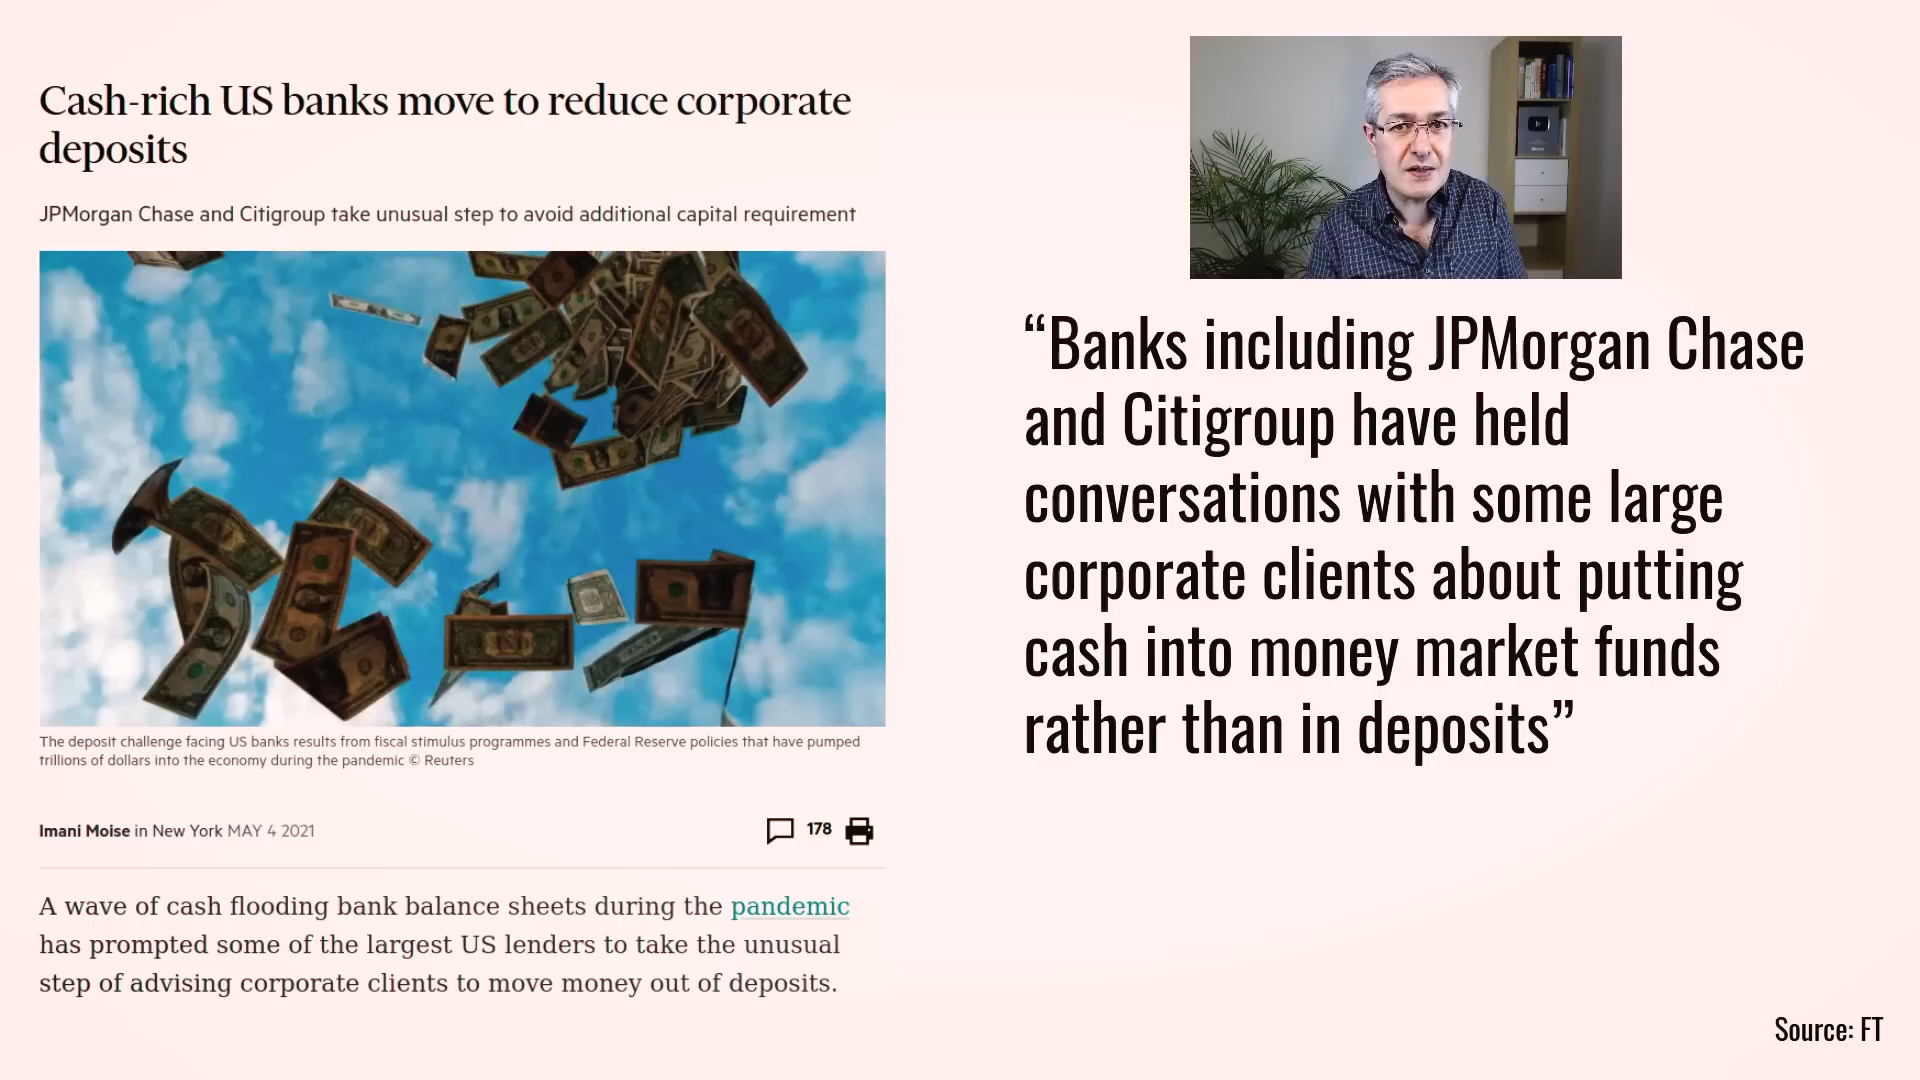 Cash-rich US banks move to reduce corporate
deposits
JPMorgan Chase and Citigroup take unusual step to avoid additional capital requirement
The deposit challenge facing US banks results from fiscal stimulus programmes and Federal Reserve policies that have pumped
trillions of dollars into the economy during the pandemic © Reuters
Imani Moise in New York MAY 4 2021
178
A wave of cash flooding bank balance sheets during the pandemic
has prompted some of the largest US lenders to take the unusual
step of advising corporate clients to move money out of deposits.
“Banks including JPMorgan Chase
and Citigroup have held
conversations with some large
corporate clients about putting
cash into money market funds
rather than in deposits”
Source: FT